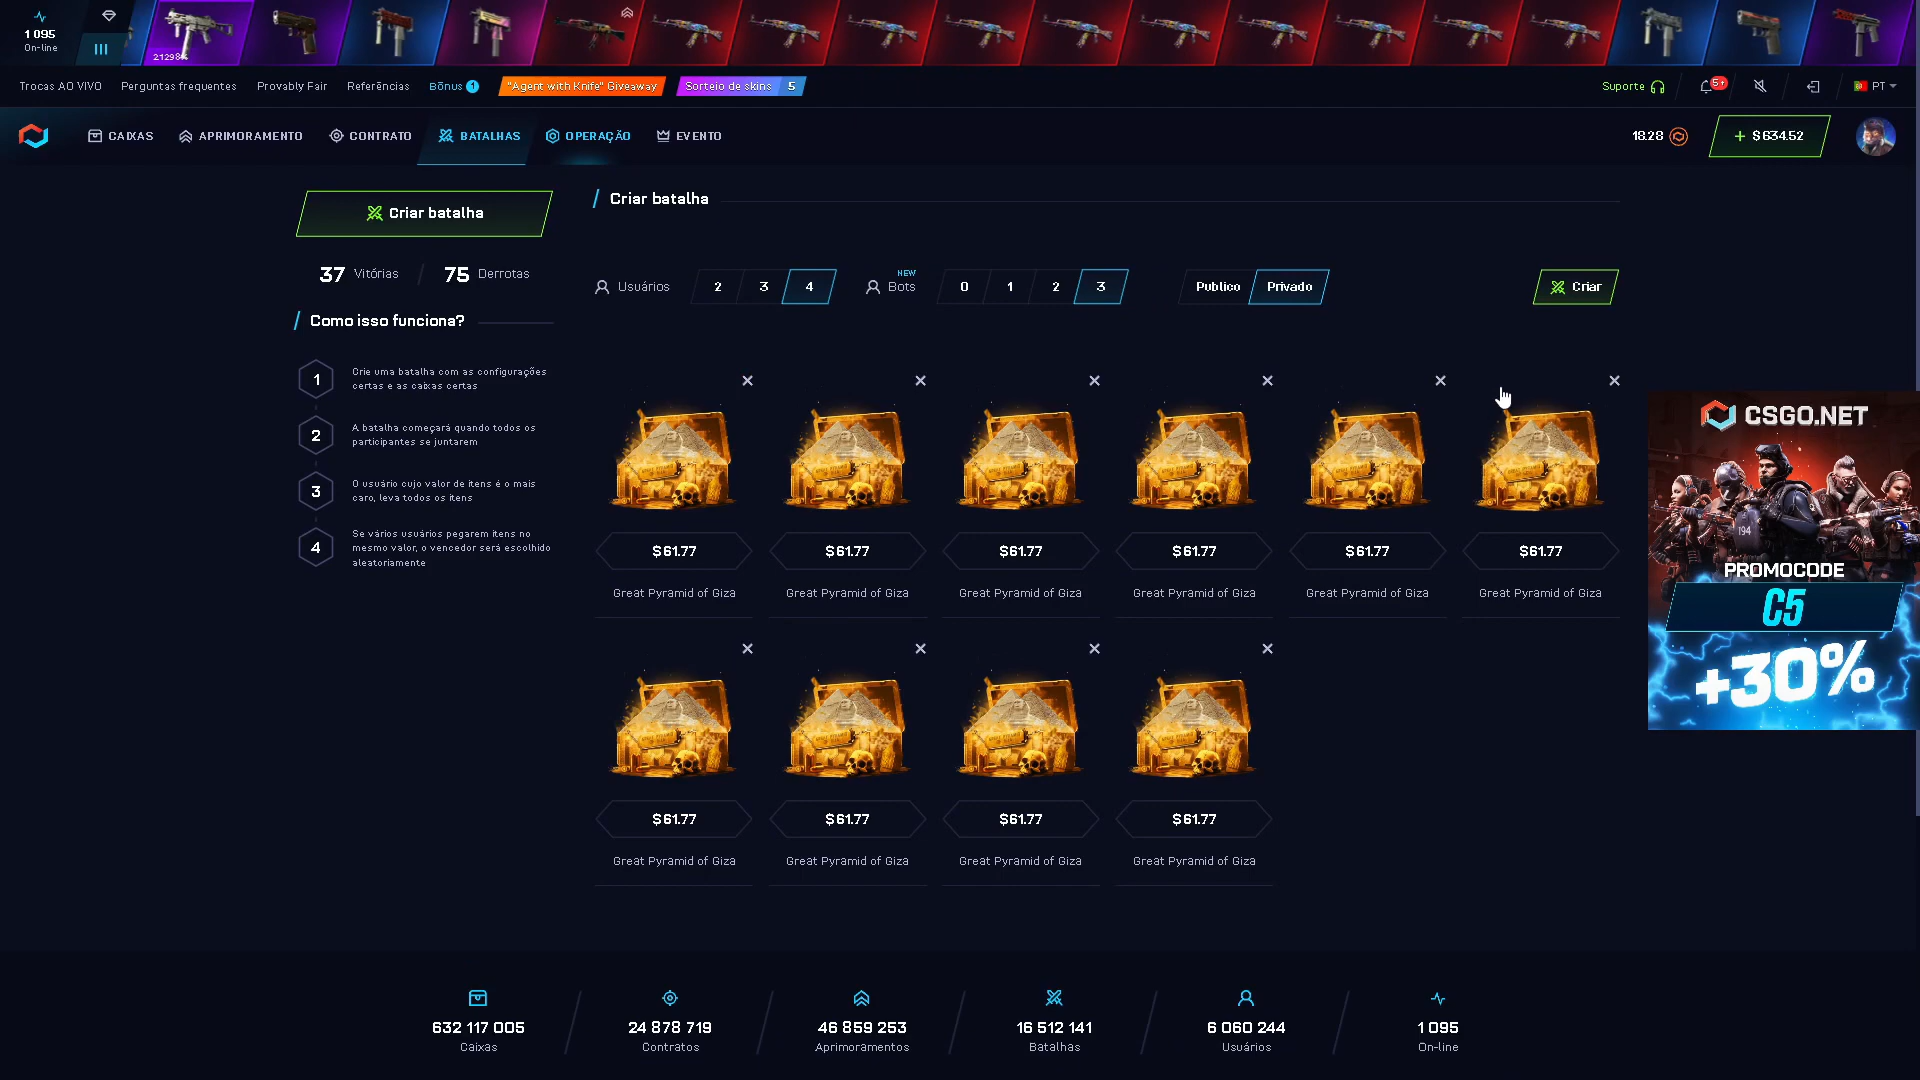 1 095
On-line
2.1298%
Trocas AO VIVO
Perguntas frequentes
Provably Fair
Referências
Bônus 1
"Agent with Knife" Giveaway
Sorteio de skins 5
Suporte
5+
PT
CAIXAS
APRIMORAMENTO
CONTRATO
BATALHAS
OPERAÇÃO
EVENTO
18.28
+ $634.52
Criar batalha
37 Vitórias / 75 Derrotas
Como isso funciona?
1
Crie uma batalha com as configurações
certas e as caixas certas
2
A batalha começará quando todos os
participantes se juntarem
3
O usuário cujo valor de itens é o mais
caro, leva todos os itens
4
Se vários usuários pegarem itens no
mesmo valor, o vencedor será escolhido
aleatoriamente
Criar batalha
Usuários 2 3 4
NEW
Bots 0 1 2 3
Publico Privado
Criar
$61.77 $61.77 $61.77 $61.77 $61.77 $61.77
Great Pyramid of Giza Great Pyramid of Giza Great Pyramid of Giza Great Pyramid of Giza Great Pyramid of Giza Great Pyramid of Giza
$61.77 $61.77 $61.77 $61.77
Great Pyramid of Giza Great Pyramid of Giza Great Pyramid of Giza Great Pyramid of Giza
CSGO.NET
194
PROMOCODE
C5
+30%
632 117 005
Caixas
24 878 719
Contratos
46 859 253
Aprimoramentos
16 512 141
Batalhas
6 060 244
Usuários
1 095
On-line